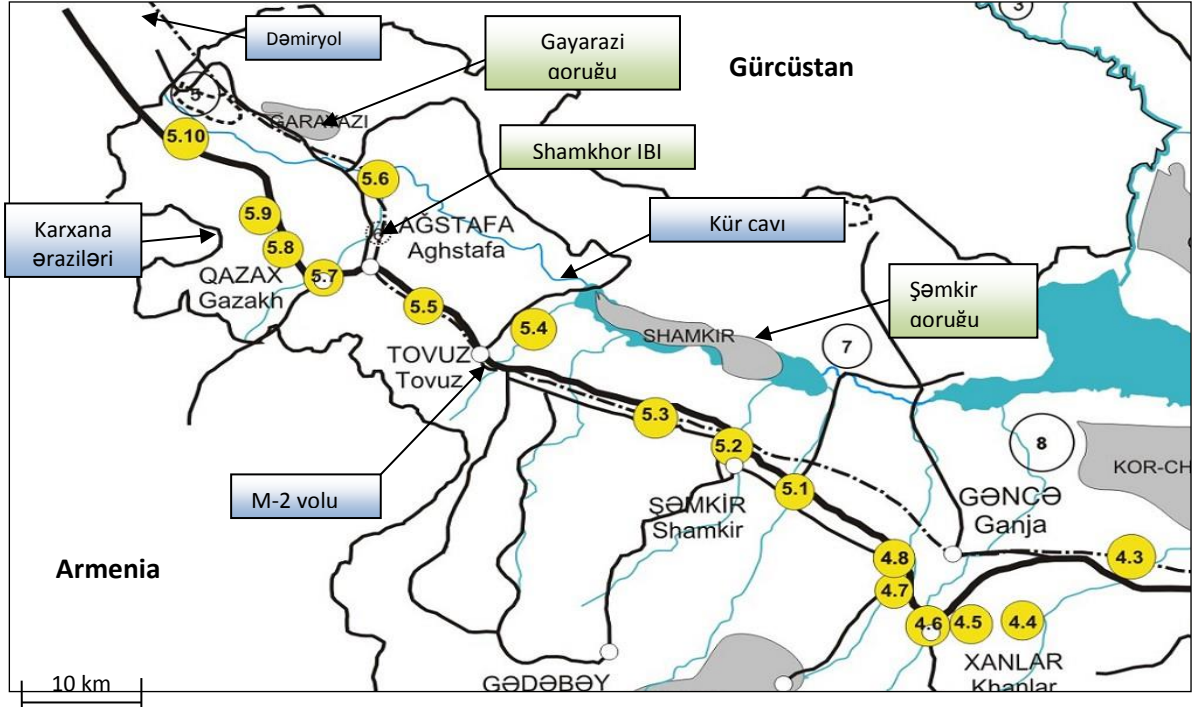 3
Dəmiryol
Gayarazi
qoruğu
Gürcüstan
5
GARAYAZI
5.10
Shamkhor IBI
5.6
Karxana
əraziləri
5.9
6
AĞSTAFA
Aghstafa
Kür çayı
5.8
QAZAX
Gazakh
5.7
5.5
5.4
SHAMKIR
Şəmkir
qoruğu
7
TOVUZ
Tovuz
5.3
5.2
8
KOR-CH
M-2 yolu
5.1
ŞƏMKİR
Shamkir
GƏNCƏ
Ganja
4.3
Armenia
4.8
4.7
4.6
4.5
4.4
XANLAR
Khanlar
10 km
GƏDƏBƏY